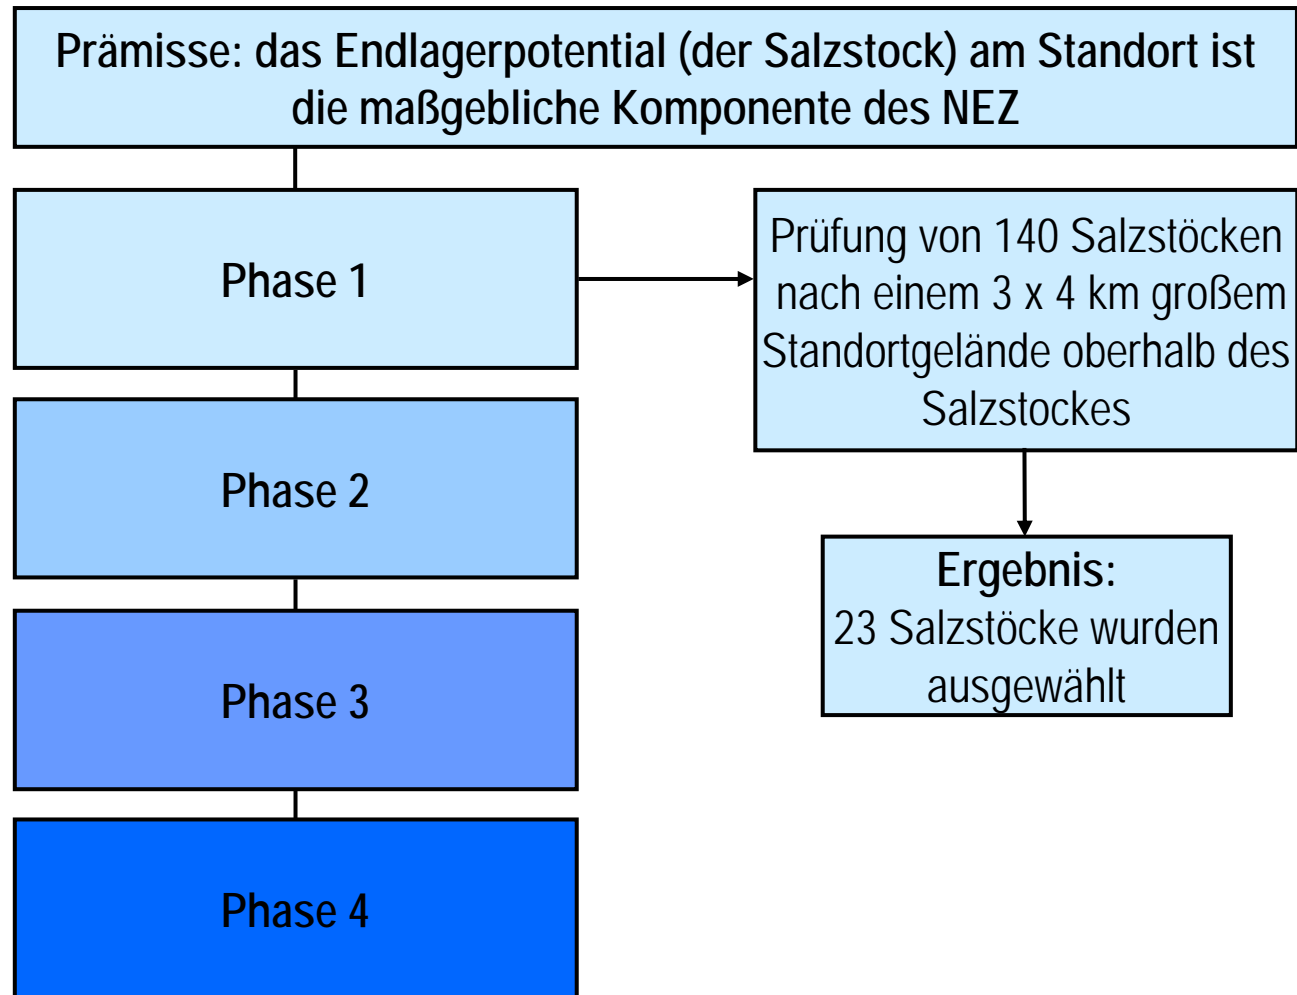 Prämisse: das Endlagerpotential (der Salzstock) am Standort ist
die maßgebliche Komponente des NEZ
Phase 1
Prüfung von 140 Salzstöcken
nach einem 3 x 4 km großem
Standortgelände oberhalb des
Salzstockes
Phase 2
Ergebnis:
23 Salzstöcke wurden
ausgewählt
Phase 3
Phase 4